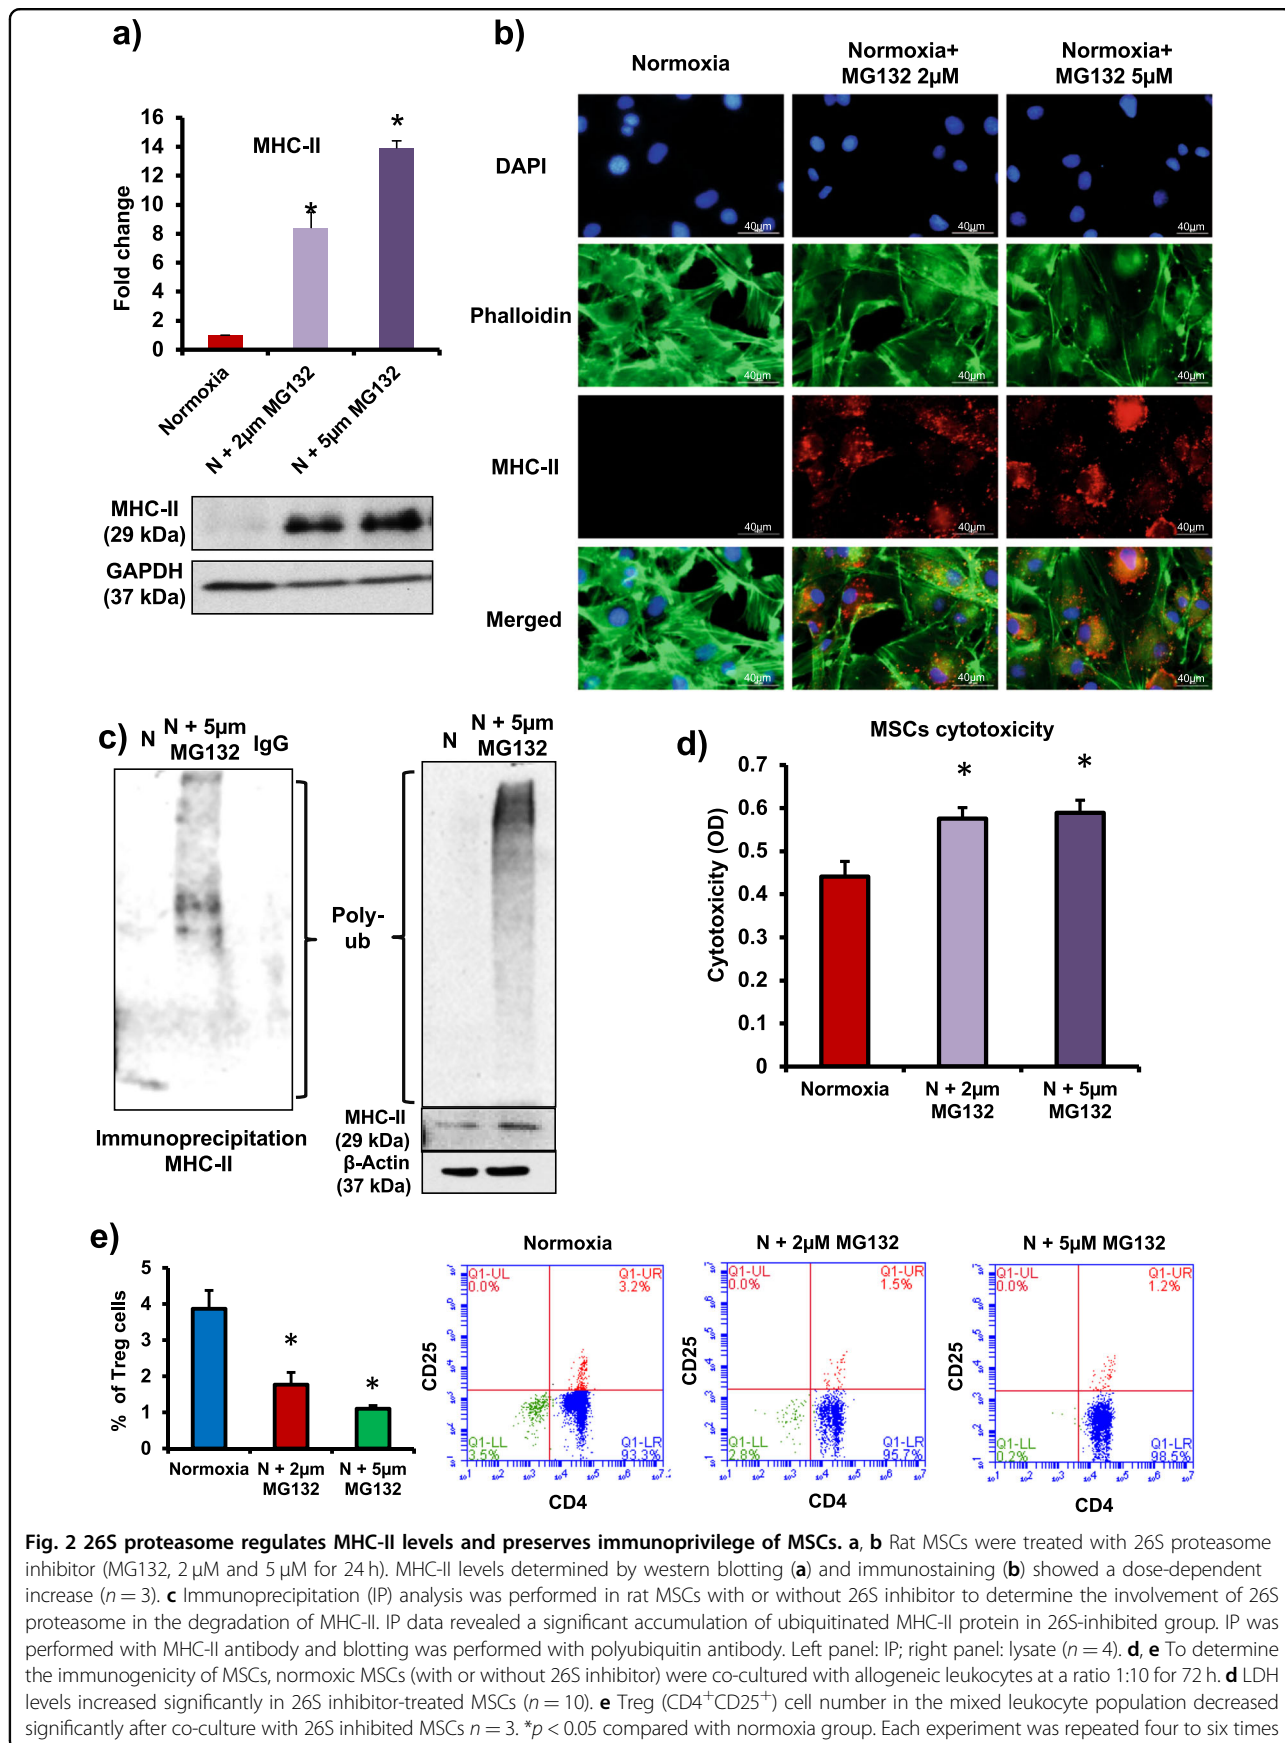 a)
16
14
12
10
8
6
4
2
0
Fold change
MHC-II
*
*
Normoxia
N + 2µm MG132
N + 5µm MG132
MHC-II
(29 kDa)
GAPDH
(37 kDa)
b)
Normoxia
Normoxia+
MG132 2µM
Normoxia+
MG132 5µM
DAPI
40µm
40µm
40µm
Phalloidin
40µm
40µm
40µm
MHC-II
40µm
40µm
40µm
Merged
40µm
40µm
40µm
c)
N
N + 5µm
MG132
IgG
Immunoprecipitation
MHC-II
Poly-
ub
N
N + 5µm
MG132
MHC-II
(29 kDa)
β-Actin
(37 kDa)
d)
MSCs cytotoxicity
0.7
0.6
0.5
0.4
0.3
0.2
0.1
0
Cytotoxicity (OD)
*
*
Normoxia
N + 2µm
MG132
N + 5µm
MG132
e)
5
4
3
2
1
0
% of Treg cells
*
*
Normoxia
N + 2µm
MG132
N + 5µm
MG132
Normoxia
Q1-UL
0.0%
Q1-UR
3.2%
Q1-LL
3.5%
Q1-LR
93.3%
CD25
CD4
N + 2µM MG132
Q1-UL
0.0%
Q1-UR
1.5%
Q1-LL
2.8%
Q1-LR
95.7%
CD25
CD4
N + 5µM MG132
Q1-UL
0.0%
Q1-UR
1.2%
Q1-LL
0.2%
Q1-LR
98.5%
CD25
CD4
Fig. 2 26S proteasome regulates MHC-II levels and preserves immunoprivilege of MSCs. a, b Rat MSCs were treated with 26S proteasome
inhibitor (MG132, 2 µM and 5 µM for 24 h). MHC-II levels determined by western blotting (a) and immunostaining (b) showed a dose-dependent
increase (n = 3). c Immunoprecipitation (IP) analysis was performed in rat MSCs with or without 26S inhibitor to determine the involvement of 26S
proteasome in the degradation of MHC-II. IP data revealed a significant accumulation of ubiquitinated MHC-II protein in 26S-inhibited group. IP was
performed with MHC-II antibody and blotting was performed with polyubiquitin antibody. Left panel: IP; right panel: lysate (n = 4). d, e To determine
the immunogenicity of MSCs, normoxic MSCs (with or without 26S inhibitor) were co-cultured with allogeneic leukocytes at a ratio 1:10 for 72 h. d LDH
levels increased significantly in 26S inhibitor-treated MSCs (n = 10). e Treg (CD4⁺CD25⁺) cell number in the mixed leukocyte population decreased
significantly after co-culture with 26S inhibited MSCs n = 3. *p < 0.05 compared with normoxia group. Each experiment was repeated four to six times